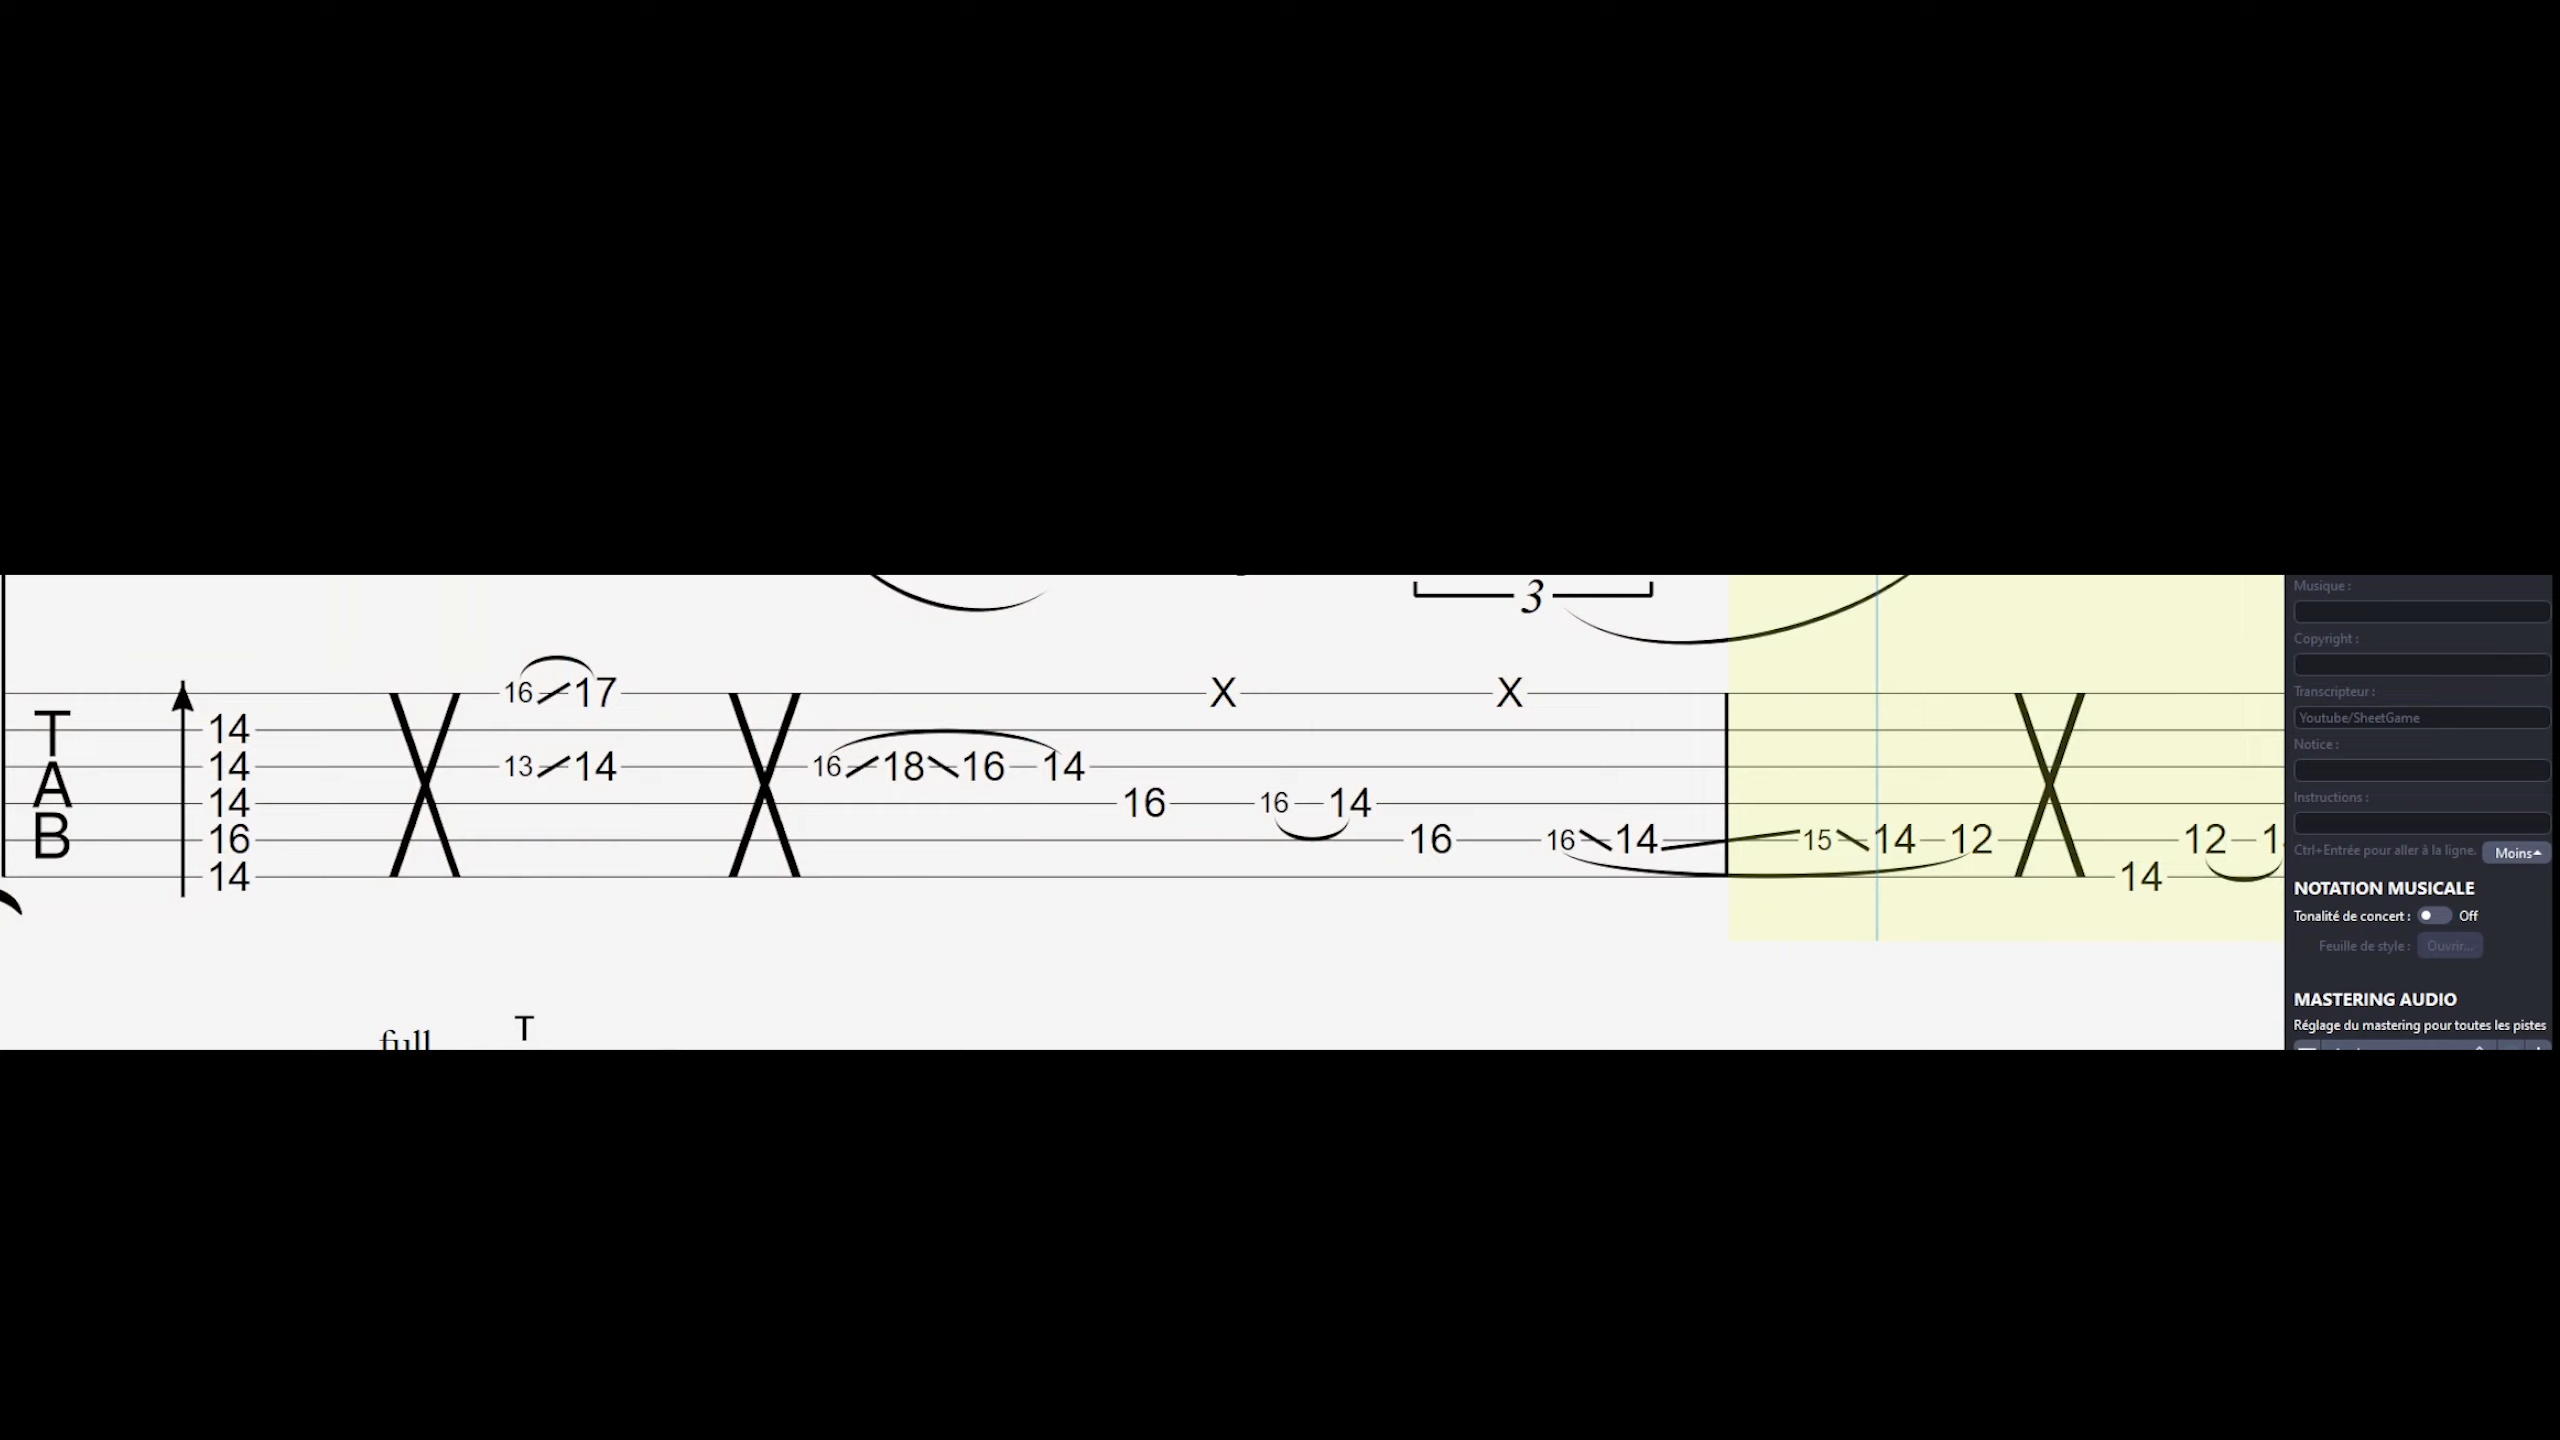 3
16 17 X X
T 14
A 14 13 14 16 18 16 14
14 16 16 14
B 16 16 16 14 15 14 12 12
14 14
full T
Musique :
Copyright :
Transcripteur :
Youtube/SheetGame
Notice :
Instructions :
Ctrl+Entrée pour aller à la ligne. Moins
NOTATION MUSICALE
Tonalité de concert : Off
Feuille de style : Ouvrir...
MASTERING AUDIO
Réglage du mastering pour toutes les pistes